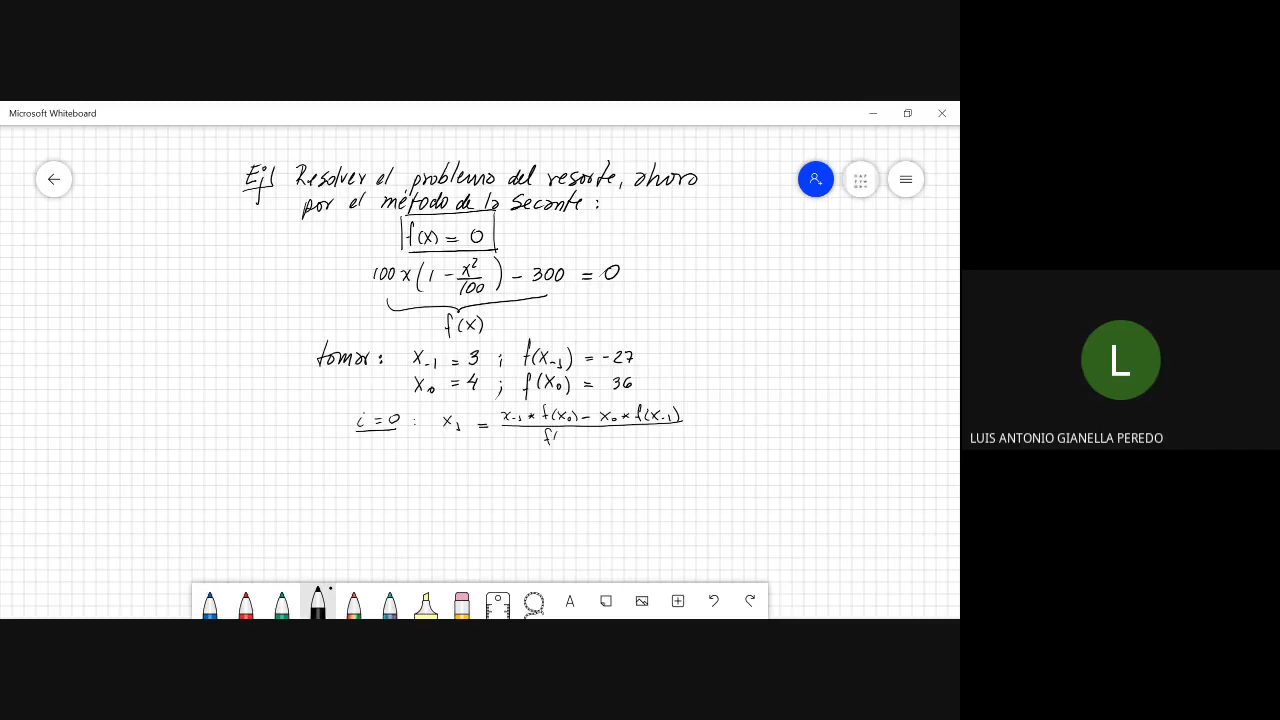 Microsoft Whiteboard
Ej Resolver el problema del resorte, ahora
por el método de la Secante :
f(x) = 0
100 x ( 1 - x²/100 ) - 300 = 0
f(x)
tomar : x₋₁ = 3 ; f(x₋₁) = -27
x₀ = 4 ; f(x₀) = 36
i = 0 : x₁ = x₋₁ * f(x₀) - x₀ * f(x₋₁)
f(
L
LUIS ANTONIO GIANELLA PEREDO
A